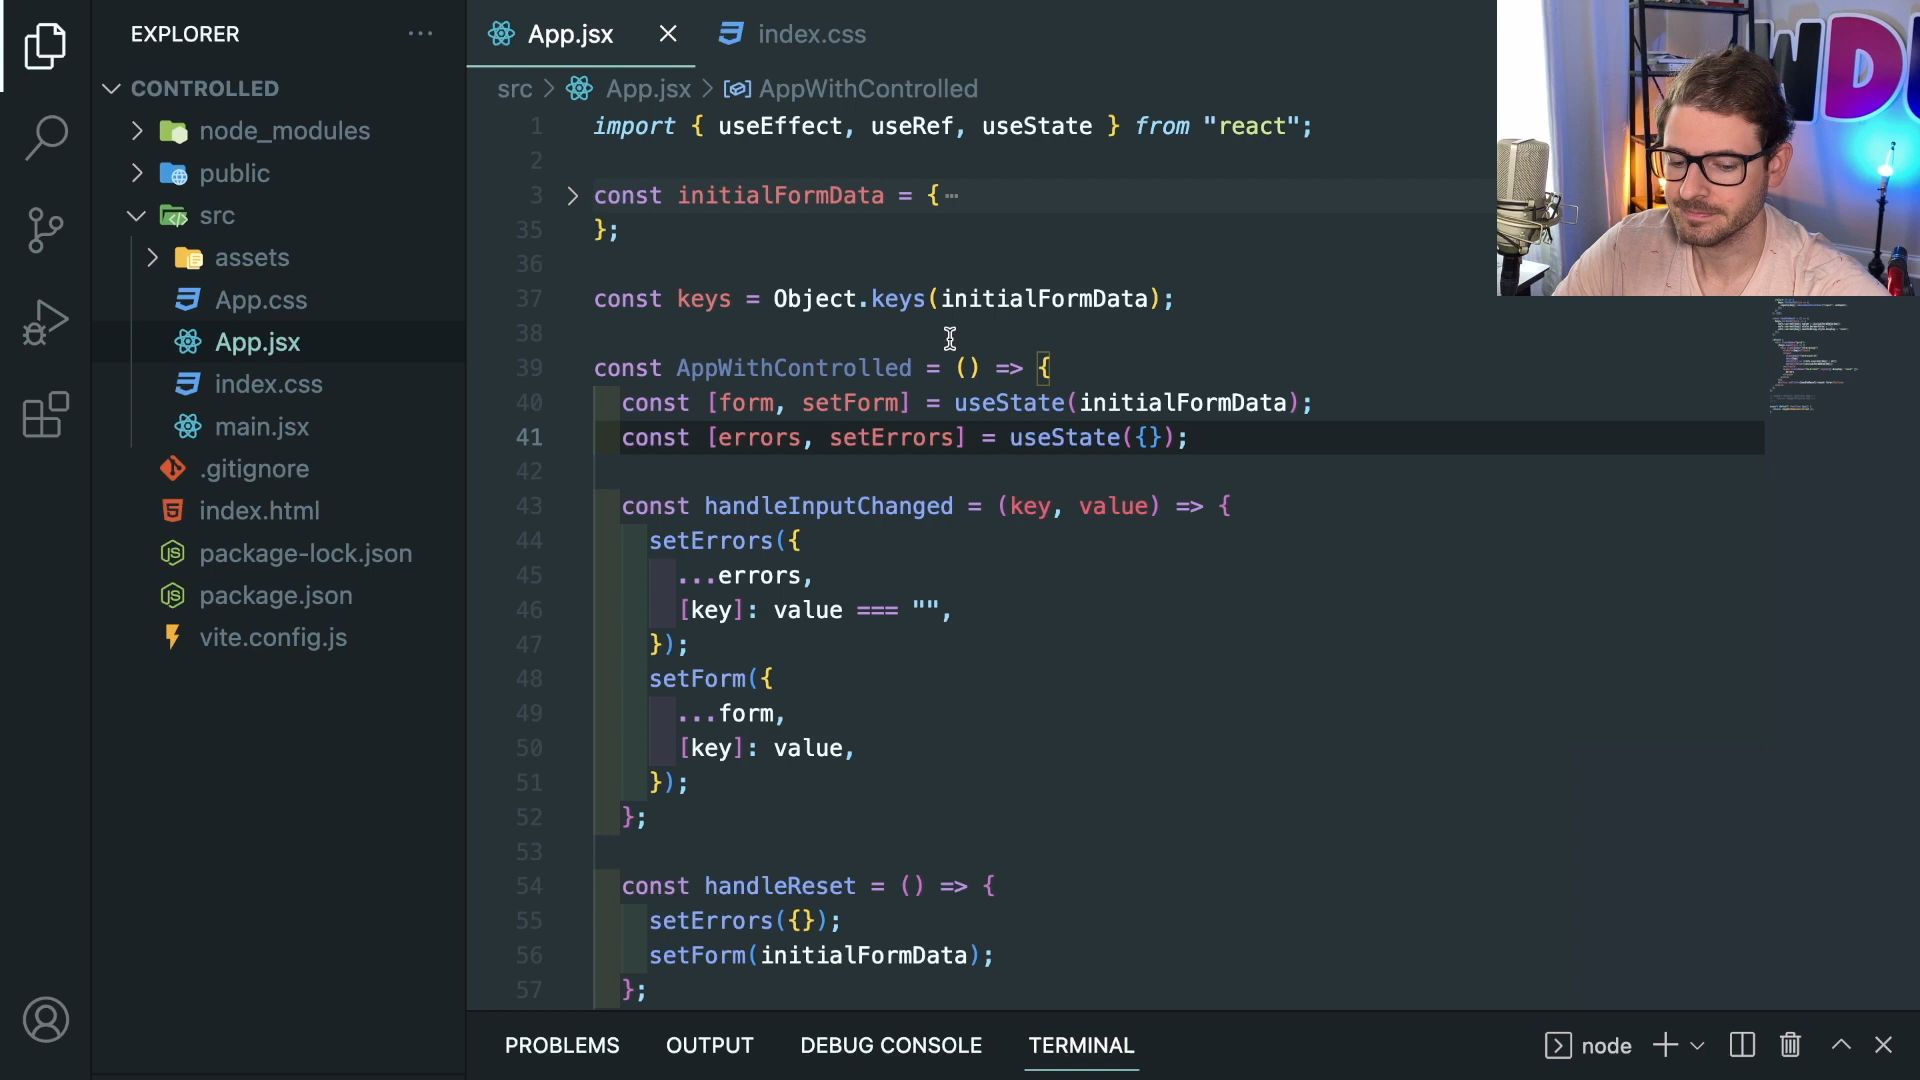 EXPLORER
CONTROLLED
node_modules
public
src
assets
App.css
App.jsx
index.css
main.jsx
.gitignore
index.html
package-lock.json
package.json
vite.config.js
App.jsx
index.css
src > App.jsx > AppWithControlled
1 import { useEffect, useRef, useState } from "react";
2
3 const initialFormData = {
35 };
36
37 const keys = Object.keys(initialFormData);
38
39 const AppWithControlled = () => {
40 const [form, setForm] = useState(initialFormData);
41 const [errors, setErrors] = useState({});
42
43 const handleInputChanged = (key, value) => {
44 setErrors({
45 ...errors,
46 [key]: value === "",
47 });
48 setForm({
49 ...form,
50 [key]: value,
51 });
52 };
53
54 const handleReset = () => {
55 setErrors({});
56 setForm(initialFormData);
57 };
PROBLEMS
OUTPUT
DEBUG CONSOLE
TERMINAL
node